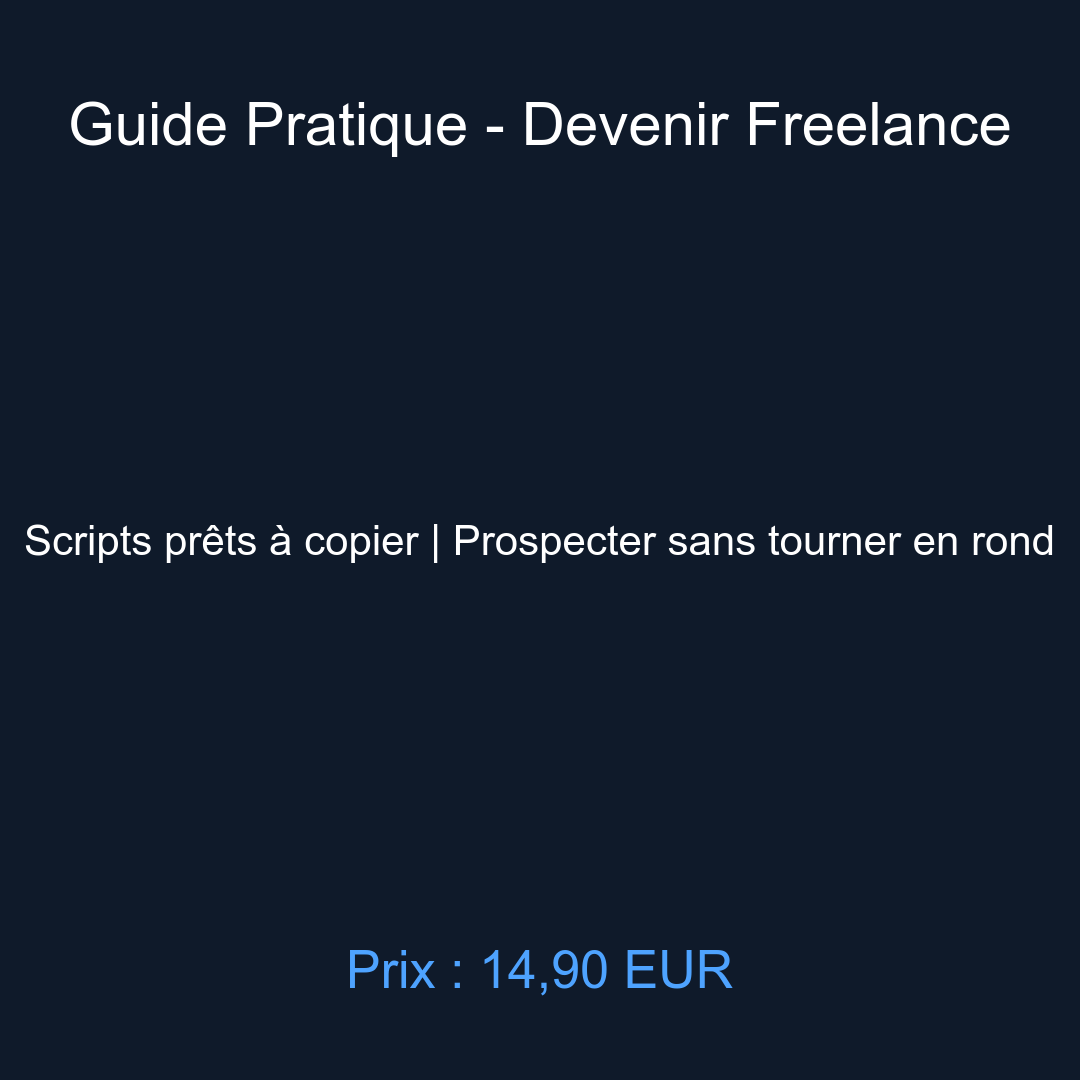 Guide Pratique - Devenir Freelance
Scripts prêts à copier | Prospecter sans tourner en rond
Prix : 14,90 EUR